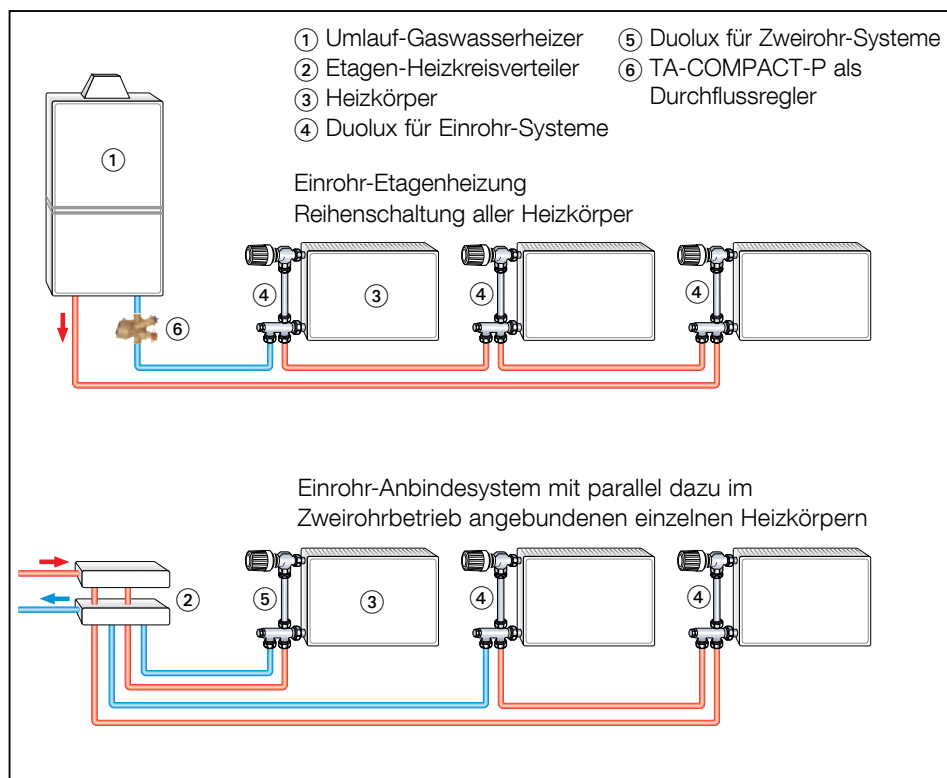 ① Umlauf-Gaswasserheizer
② Etagen-Heizkreisverteiler
③ Heizkörper
④ Duolux für Einrohr-Systeme
⑤ Duolux für Zweirohr-Systeme
⑥ TA-COMPACT-P als
Durchflussregler
①
Einrohr-Etagenheizung
Reihenschaltung aller Heizkörper
④
③
④
④
⑥
Einrohr-Anbindesystem mit parallel dazu im
Zweirohrbetrieb angebundenen einzelnen Heizkörpern
②
⑤
③
④
④